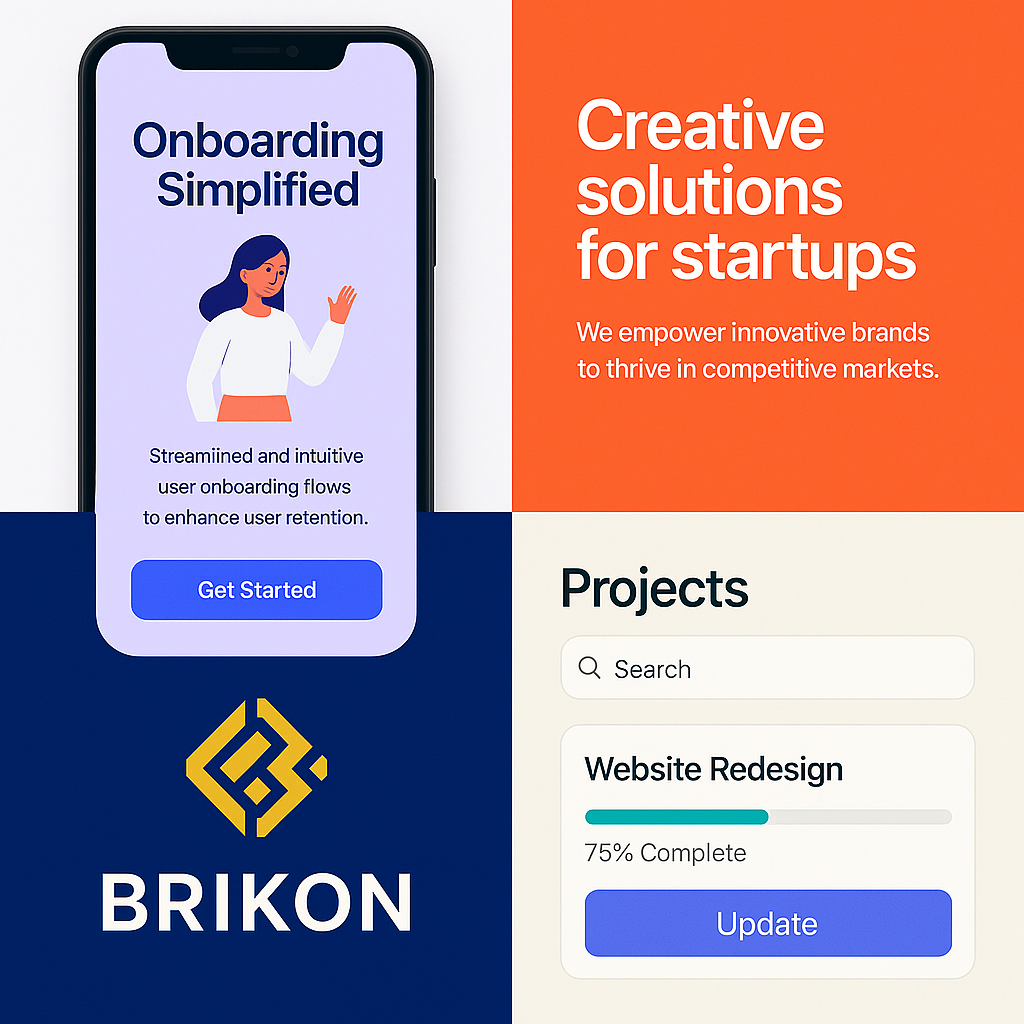 Onboarding
Simplified
Streamiined and intuitive
user onboarding flows
to enhance user retention.
Get Started
Creative
solutions
for startups
We empower innovative brands
to thrive in competitive markets.
BRIKON
Projects
Search
Website Redesign
75% Complete
Update